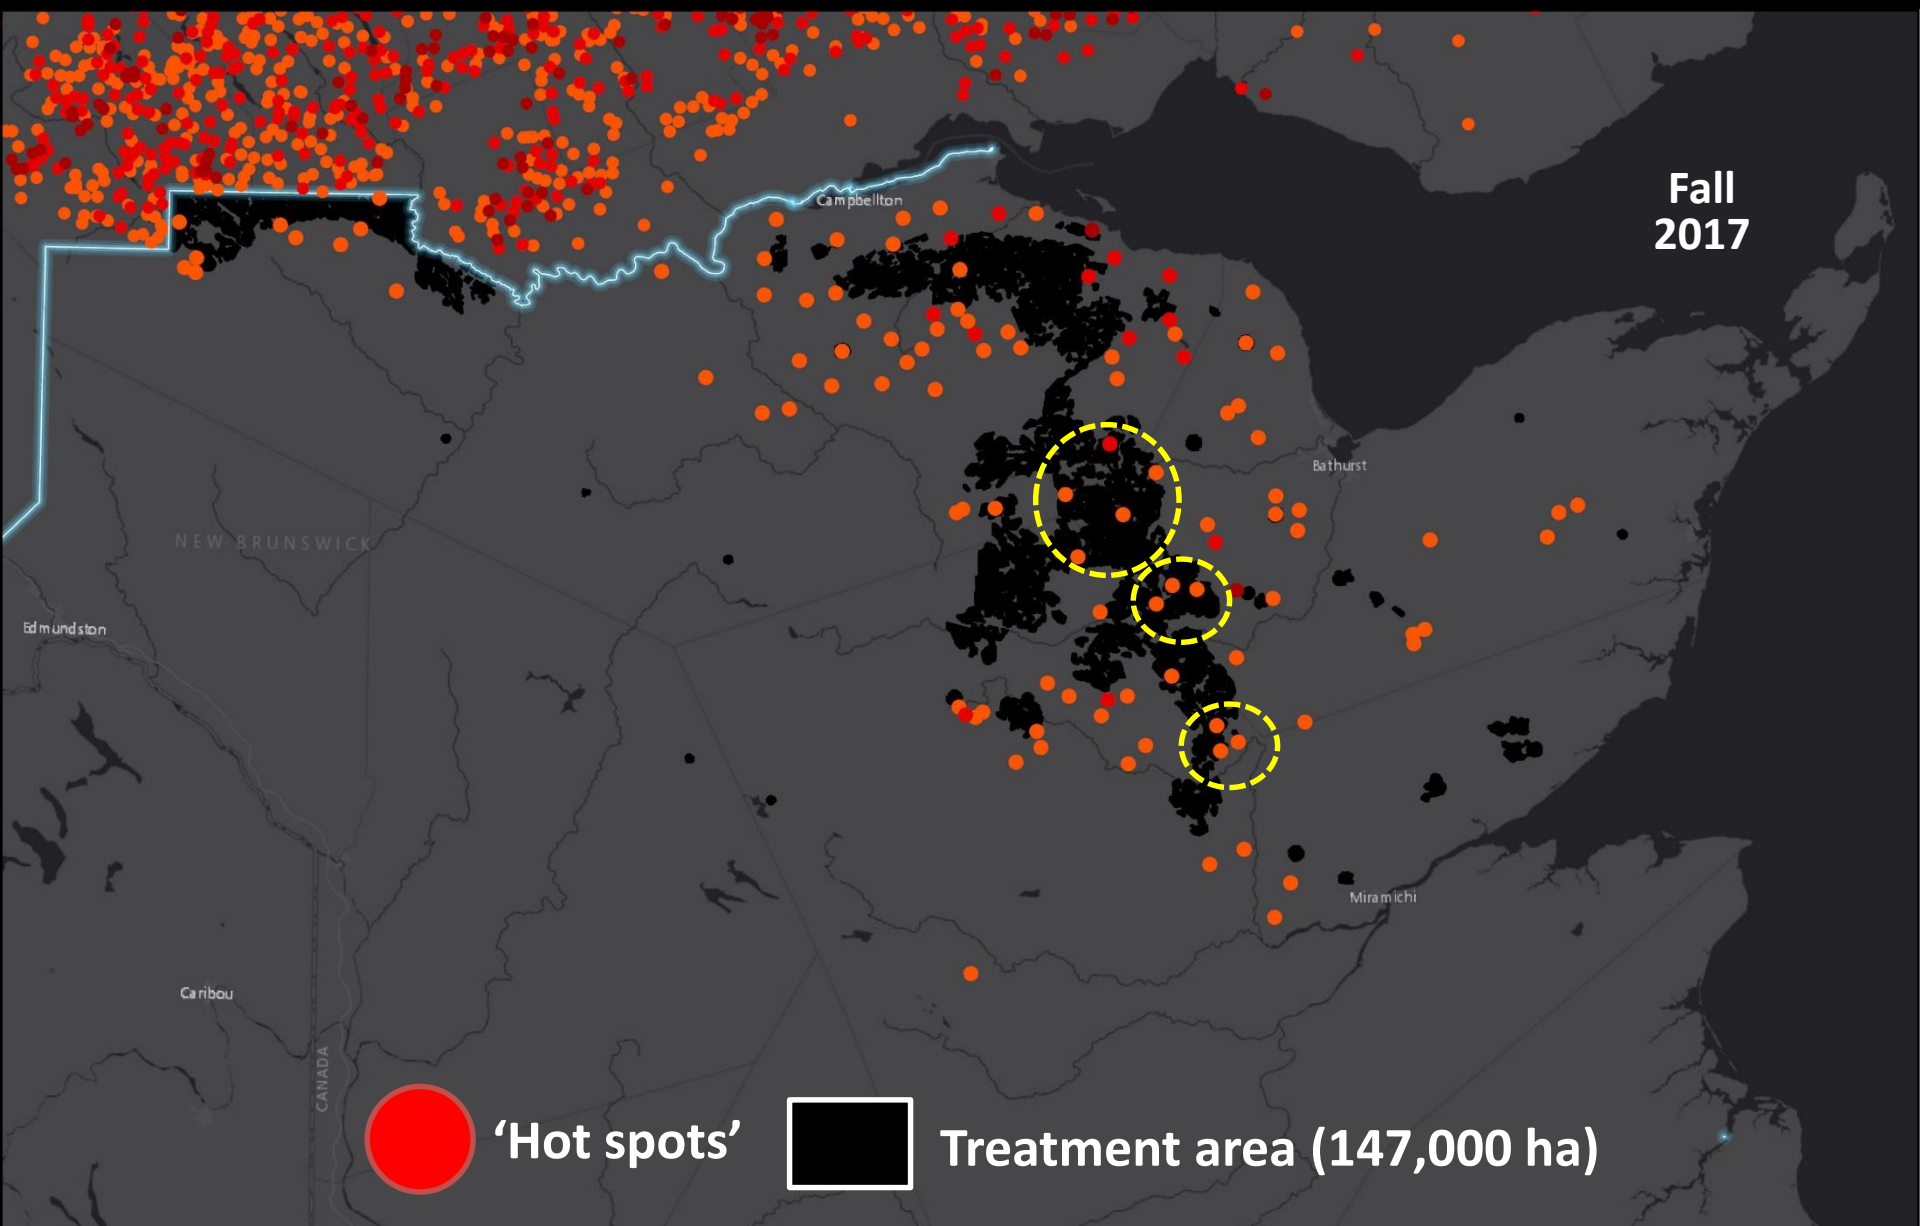 Fall
2017
Campbellton
Bathurst
NEW BRUNSWICK
Edmundston
Miramichi
Caribou
CANADA
‘Hot spots’
Treatment area (147,000 ha)